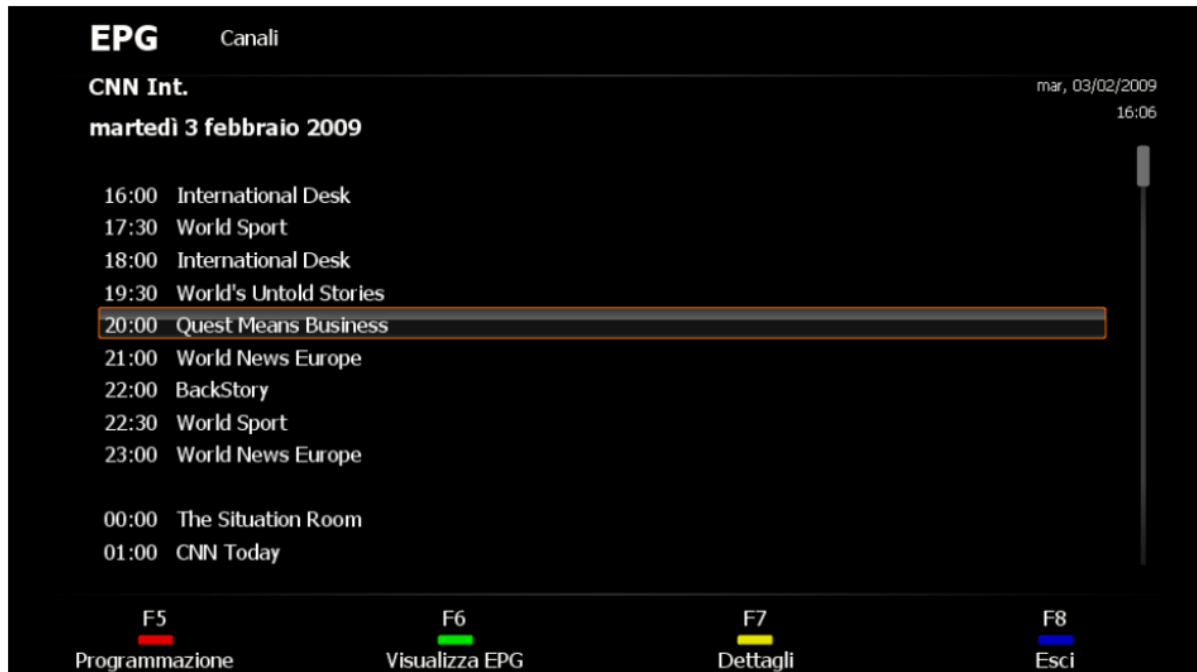 EPG Canali
CNN Int. mar, 03/02/2009
16:06
martedì 3 febbraio 2009
16:00 International Desk
17:30 World Sport
18:00 International Desk
19:30 World's Untold Stories
20:00 Quest Means Business
21:00 World News Europe
22:00 BackStory
22:30 World Sport
23:00 World News Europe
00:00 The Situation Room
01:00 CNN Today
F5 F6 F7 F8
Programmazione Visualizza EPG Dettagli Esci